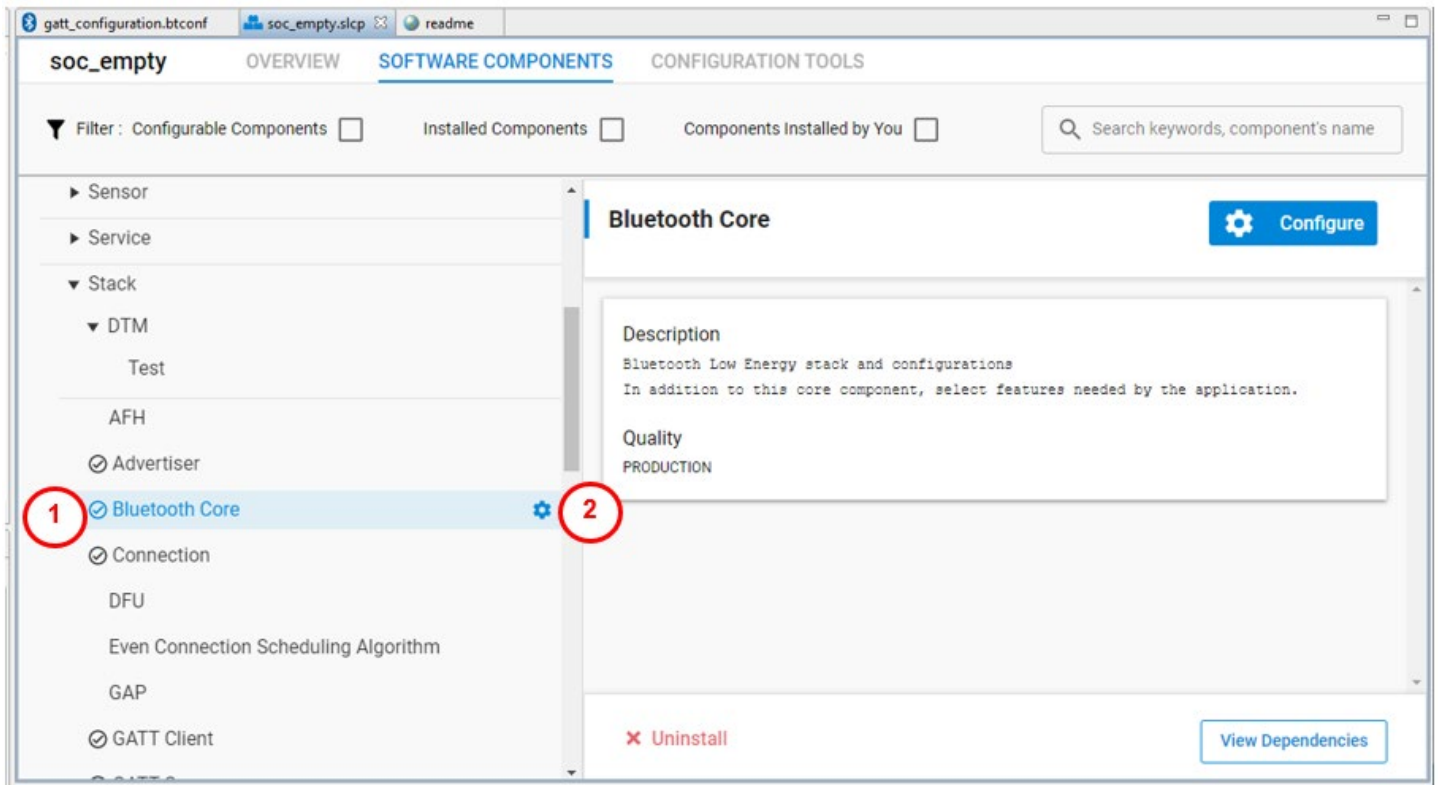 gatt_configuration.btconf soc_empty.slcp readme
soc_empty OVERVIEW SOFTWARE COMPONENTS CONFIGURATION TOOLS
Filter : Configurable Components Installed Components Components Installed by You Search keywords, component's name
Sensor
Service
Stack
DTM
Test
AFH
Advertiser
1 Bluetooth Core 2
Connection
DFU
Even Connection Scheduling Algorithm
GAP
GATT Client
Bluetooth Core Configure
Description
Bluetooth Low Energy stack and configurations
In addition to this core component, select features needed by the application.
Quality
PRODUCTION
Uninstall View Dependencies